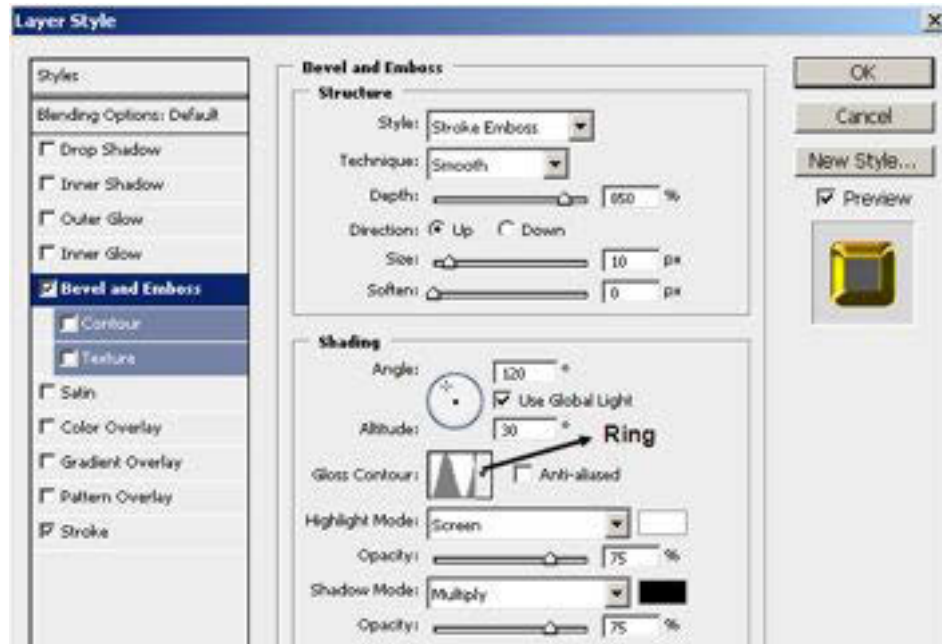 Layer Style
Styles
Blending Options: Default
Drop Shadow
Inner Shadow
Outer Glow
Inner Glow
Bevel and Emboss
Contour
Texture
Satin
Color Overlay
Gradient Overlay
Pattern Overlay
Stroke
Bevel and Emboss
Structure
Style: Stroke Emboss
Technique: Smooth
Depth: 850 %
Direction: Up Down
Size: 10 px
Soften: 0 px
Shading
Angle: 120 °
Use Global Light
Altitude: 30 °
Ring
Gloss Contour: Anti-aliased
Highlight Mode: Screen
Opacity: 75 %
Shadow Mode: Multiply
Opacity: 75 %
OK
Cancel
New Style...
Preview